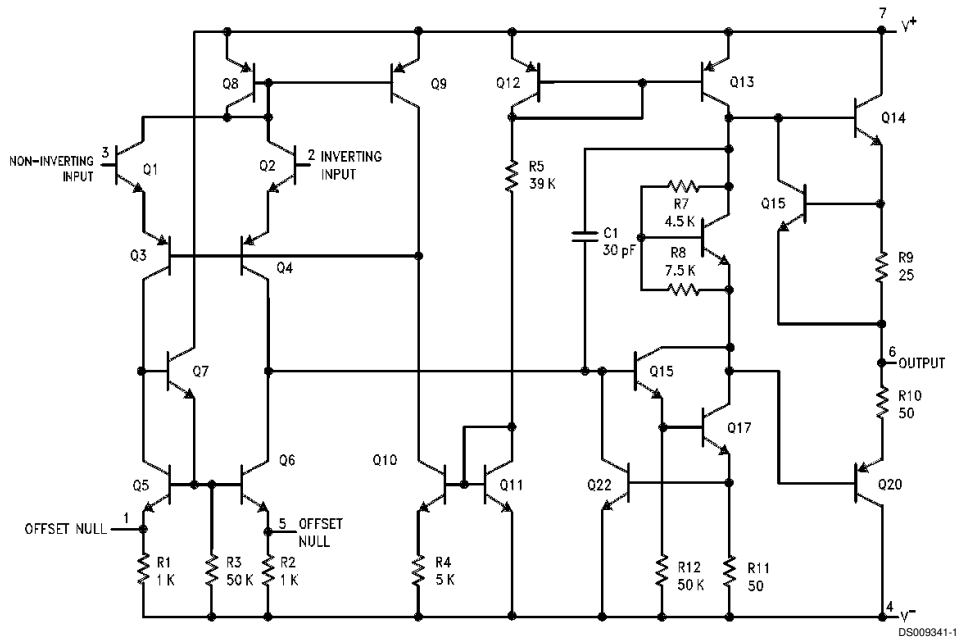 7 V+
Q8
Q9
Q12
Q13
Q14
3
NON-INVERTING
INPUT
Q1
Q2
2 INVERTING
INPUT
R5
39 K
R7
4.5 K
Q15
C1
30 pF
R8
7.5 K
Q3
Q4
R9
25
6
OUTPUT
Q7
Q15
R10
50
Q17
Q5
Q6
Q10
Q11
Q22
Q20
OFFSET NULL 1
5 OFFSET
NULL
R1
1 K
R3
50 K
R2
1 K
R4
5 K
R12
50 K
R11
50
4
V-
DS009341-1